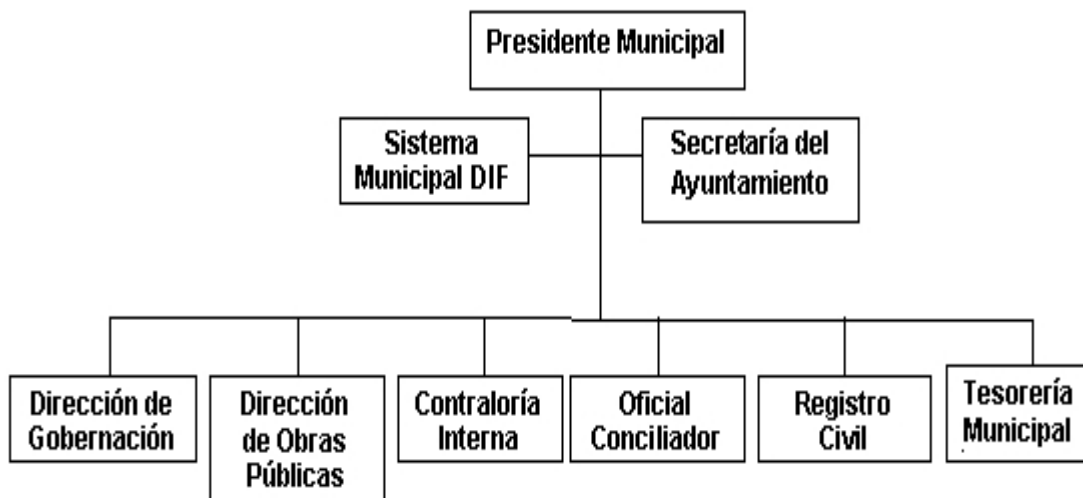 Presidente Municipal
Sistema
Municipal DIF
Secretaría del
Ayuntamiento
Dirección de
Gobernación
Dirección
de Obras
Públicas
Contraloría
Interna
Oficial
Conciliador
Registro
Civil
Tesorería
Municipal